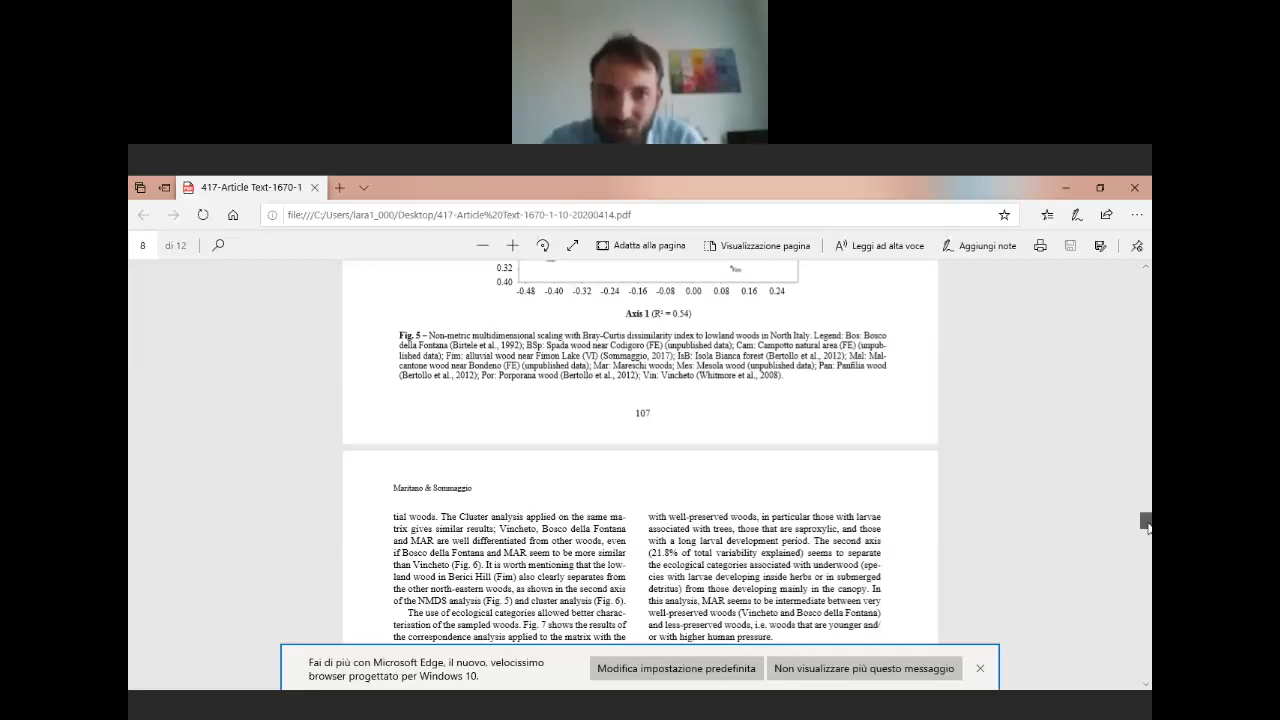 417-Article Text-1670-1
file:///C:/Users/lara1_000/Desktop/417-Article%20Text-1670-1-10-20200414.pdf
8 di 12
Adatta alla pagina
Visualizzazione pagina
Leggi ad alta voce
Aggiungi note
0.32
0.40
-0.48 -0.40 -0.32 -0.24 -0.16 -0.08 0.00 0.08 0.16 0.24
Axis 1 (R² = 0.54)
Fig. 5 – Non-metric multidimensional scaling with Bray-Curtis dissimilarity index to lowland woods in North Italy. Legend: Bos: Bosco
della Fontana (Birtele et al., 1992); BSp: Spada wood near Codigoro (FE) (unpublished data); Cam: Campotto natural area (FE) (unpub-
lished data); Fim: alluvial wood near Fimon Lake (VI) (Sommaggio, 2017); IsB: Isola Bianca forest (Bertollo et al., 2012); Mal: Mal-
cantone wood near Bondeno (FE) (unpublished data); Mar: Mareschi woods; Mes: Mesola wood (unpublished data); Pan: Panfilia wood
(Bertollo et al., 2012); Por: Porporana wood (Bertollo et al., 2012); Vin: Vincheto (Whitmore et al., 2008).
107
Maritano & Sommaggio
tial woods. The Cluster analysis applied on the same ma-
trix gives similar results; Vincheto, Bosco della Fontana
and MAR are well differentiated from other woods, even
if Bosco della Fontana and MAR seem to be more similar
than Vincheto (Fig. 6). It is worth mentioning that the low-
land wood in Berici Hill (Fim) also clearly separates from
the other north-eastern woods, as shown in the second axis
of the NMDS analysis (Fig. 5) and cluster analysis (Fig. 6).
The use of ecological categories allowed better charac-
terisation of the sampled woods. Fig. 7 shows the results of
the correspondence analysis applied to the matrix with the
with well-preserved woods, in particular those with larvae
associated with trees, those that are saproxylic, and those
with a long larval development period. The second axis
(21.8% of total variability explained) seems to separate
the ecological categories associated with underwood (spe-
cies with larvae developing inside herbs or in submerged
detritus) from those developing mainly in the canopy. In
this analysis, MAR seems to be intermediate between very
well-preserved woods (Vincheto and Bosco della Fontana)
and less-preserved woods, i.e. woods that are younger and/
or with higher human pressure.
Fai di più con Microsoft Edge, il nuovo, velocissimo
browser progettato per Windows 10.
Modifica impostazione predefinita
Non visualizzare più questo messaggio